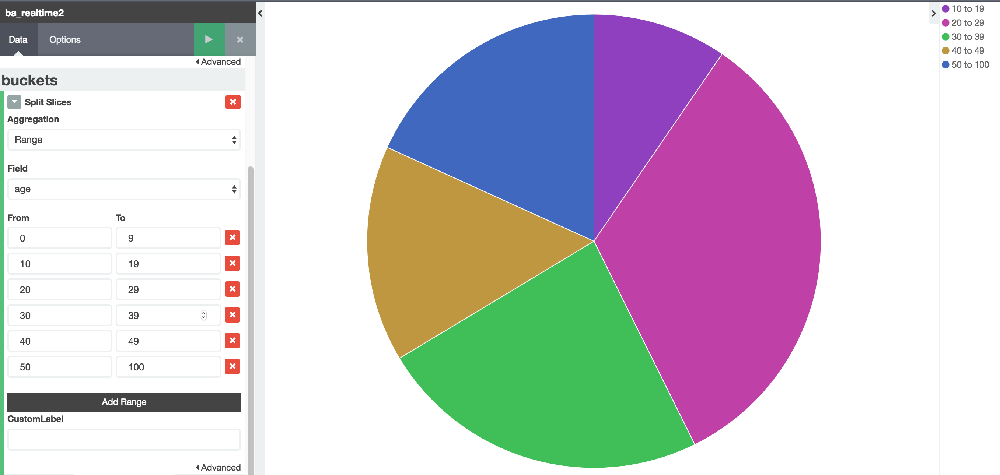 ba_realtime2
Data Options
Advanced
buckets
Split Slices
Aggregation
Range
Field
age
From To
0 9
10 19
20 29
30 39
40 49
50 100
Add Range
CustomLabel
Advanced
10 to 19
20 to 29
30 to 39
40 to 49
50 to 100